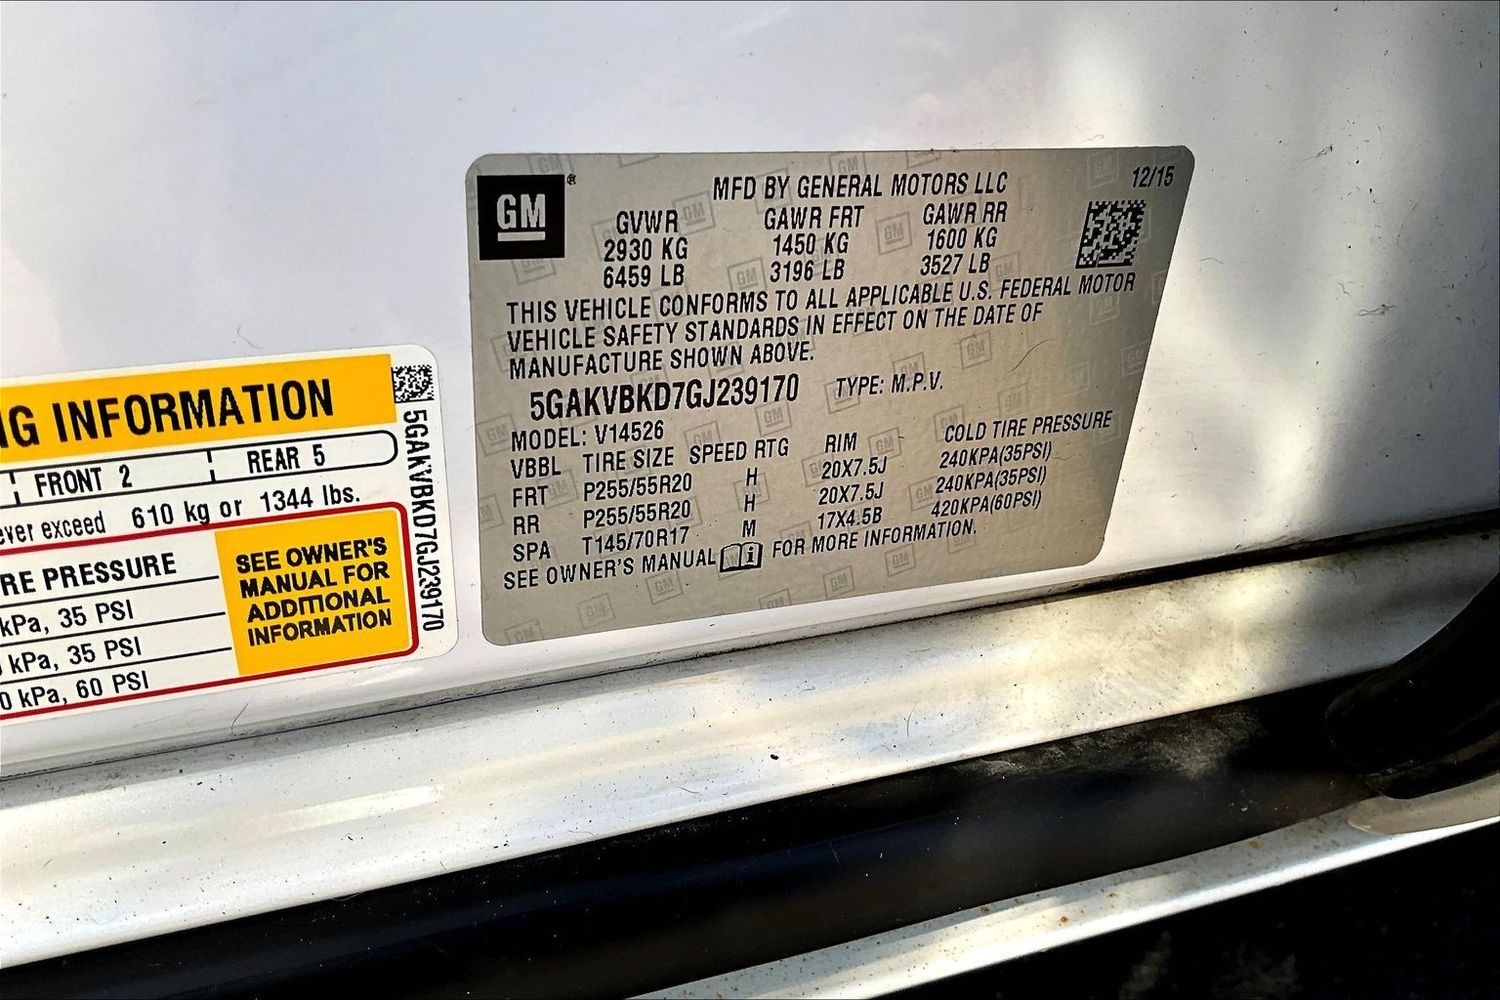 GM
MFD BY GENERAL MOTORS LLC 12/15
GVWR GAWR FRT GAWR RR
2930 KG 1450 KG 1600 KG
6459 LB 3196 LB 3527 LB
THIS VEHICLE CONFORMS TO ALL APPLICABLE U.S. FEDERAL MOTOR
VEHICLE SAFETY STANDARDS IN EFFECT ON THE DATE OF
MANUFACTURE SHOWN ABOVE.
5GAKVBKD7GJ239170 TYPE: M.P.V.
MODEL: V14526
VBBL TIRE SIZE SPEED RTG RIM COLD TIRE PRESSURE
FRT P255/55R20 H 20X7.5J 240KPA(35PSI)
RR P255/55R20 H 20X7.5J 240KPA(35PSI)
SPA T145/70R17 M 17X4.5B 420KPA(60PSI)
SEE OWNER'S MANUAL FOR MORE INFORMATION.
NG INFORMATION
FRONT 2 REAR 5
ever exceed 610 kg or 1344 lbs.
RE PRESSURE
kPa, 35 PSI
kPa, 35 PSI
0 kPa, 60 PSI
SEE OWNER'S
MANUAL FOR
ADDITIONAL
INFORMATION
5GAKVBKD7GJ239170